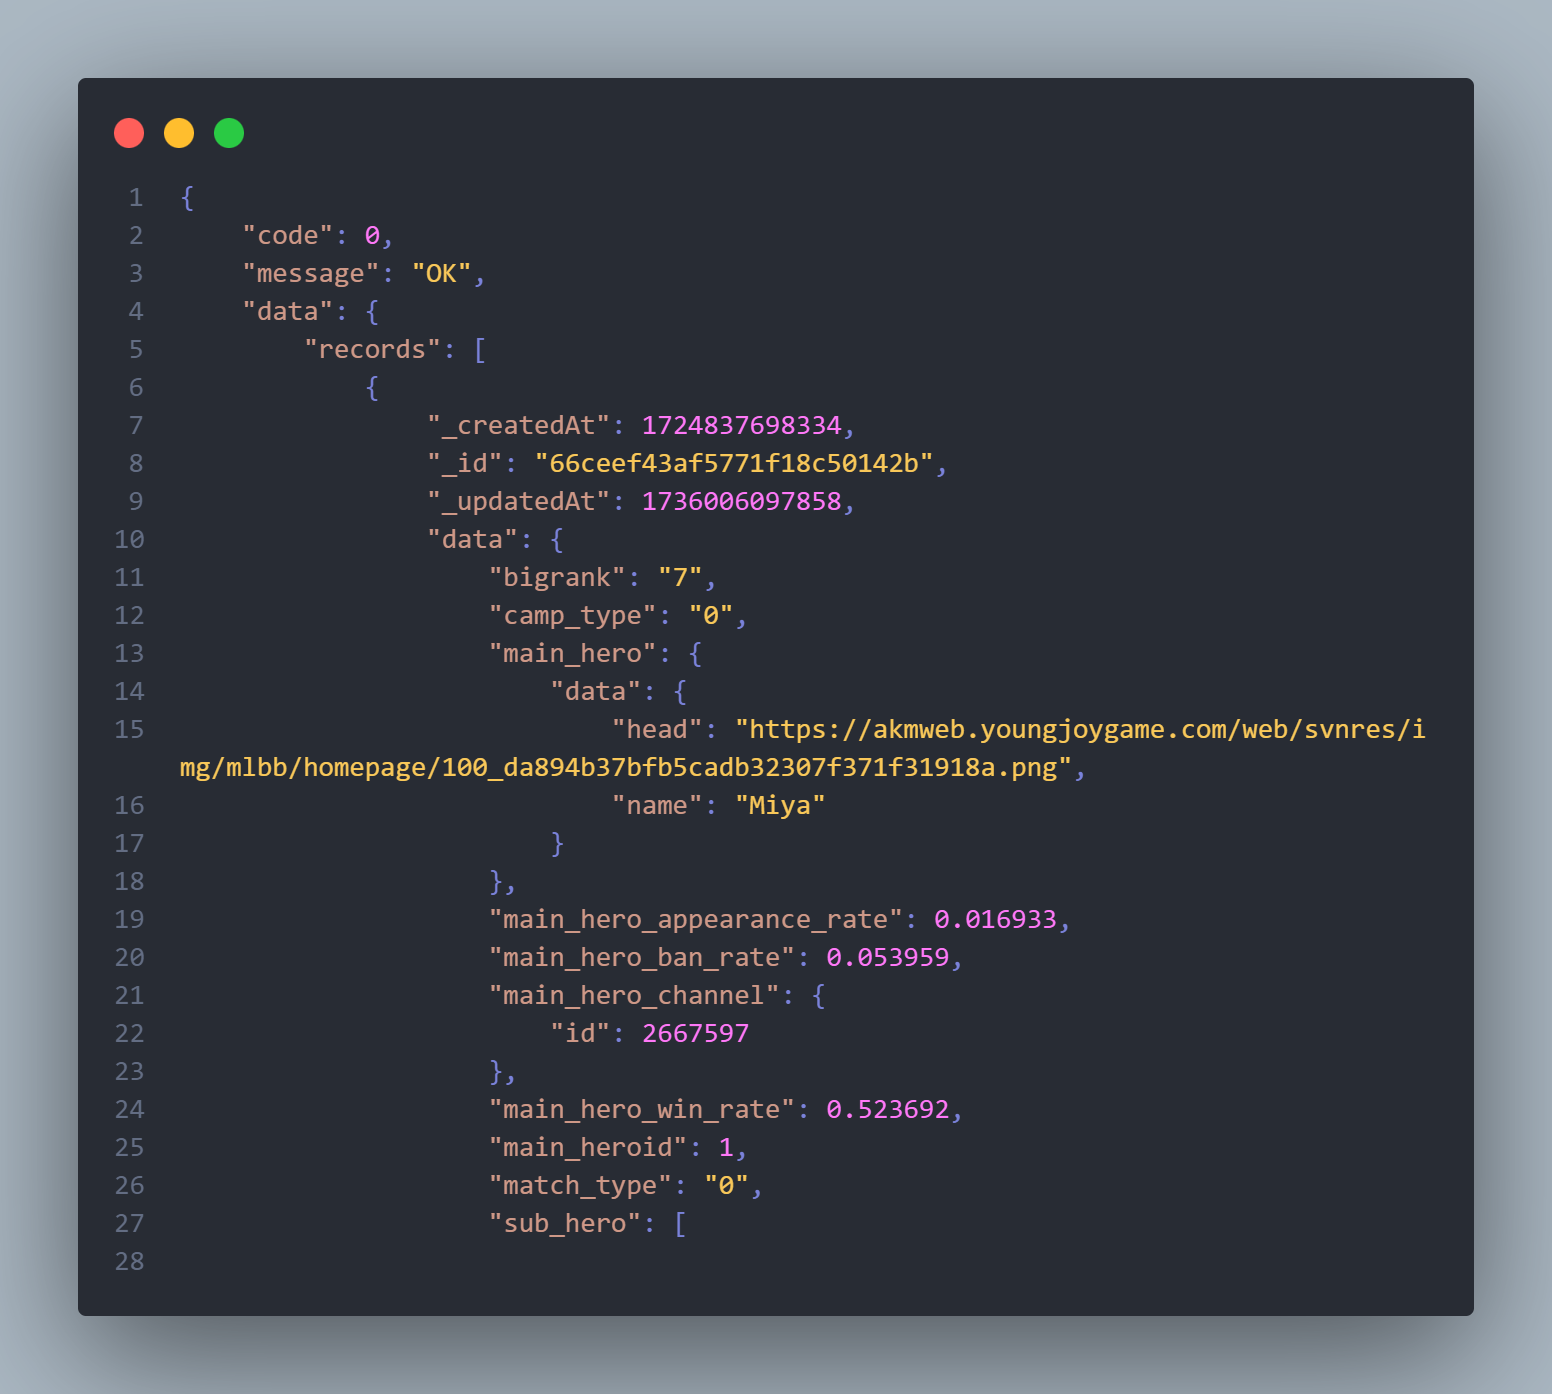 1 {
2     "code": 0,
3     "message": "OK",
4     "data": {
5         "records": [
6             {
7                 "_createdAt": 1724837698334,
8                 "_id": "66ceef43af5771f18c50142b",
9                 "_updatedAt": 1736006097858,
10                 "data": {
11                     "bigrank": "7",
12                     "camp_type": "0",
13                     "main_hero": {
14                         "data": {
15                             "head": "https://akmweb.youngjoygame.com/web/svnres/i
mg/mlbb/homepage/100_da894b37bfb5cadb32307f371f31918a.png",
16                             "name": "Miya"
17                         }
18                     },
19                     "main_hero_appearance_rate": 0.016933,
20                     "main_hero_ban_rate": 0.053959,
21                     "main_hero_channel": {
22                         "id": 2667597
23                     },
24                     "main_hero_win_rate": 0.523692,
25                     "main_heroid": 1,
26                     "match_type": "0",
27                     "sub_hero": [
28